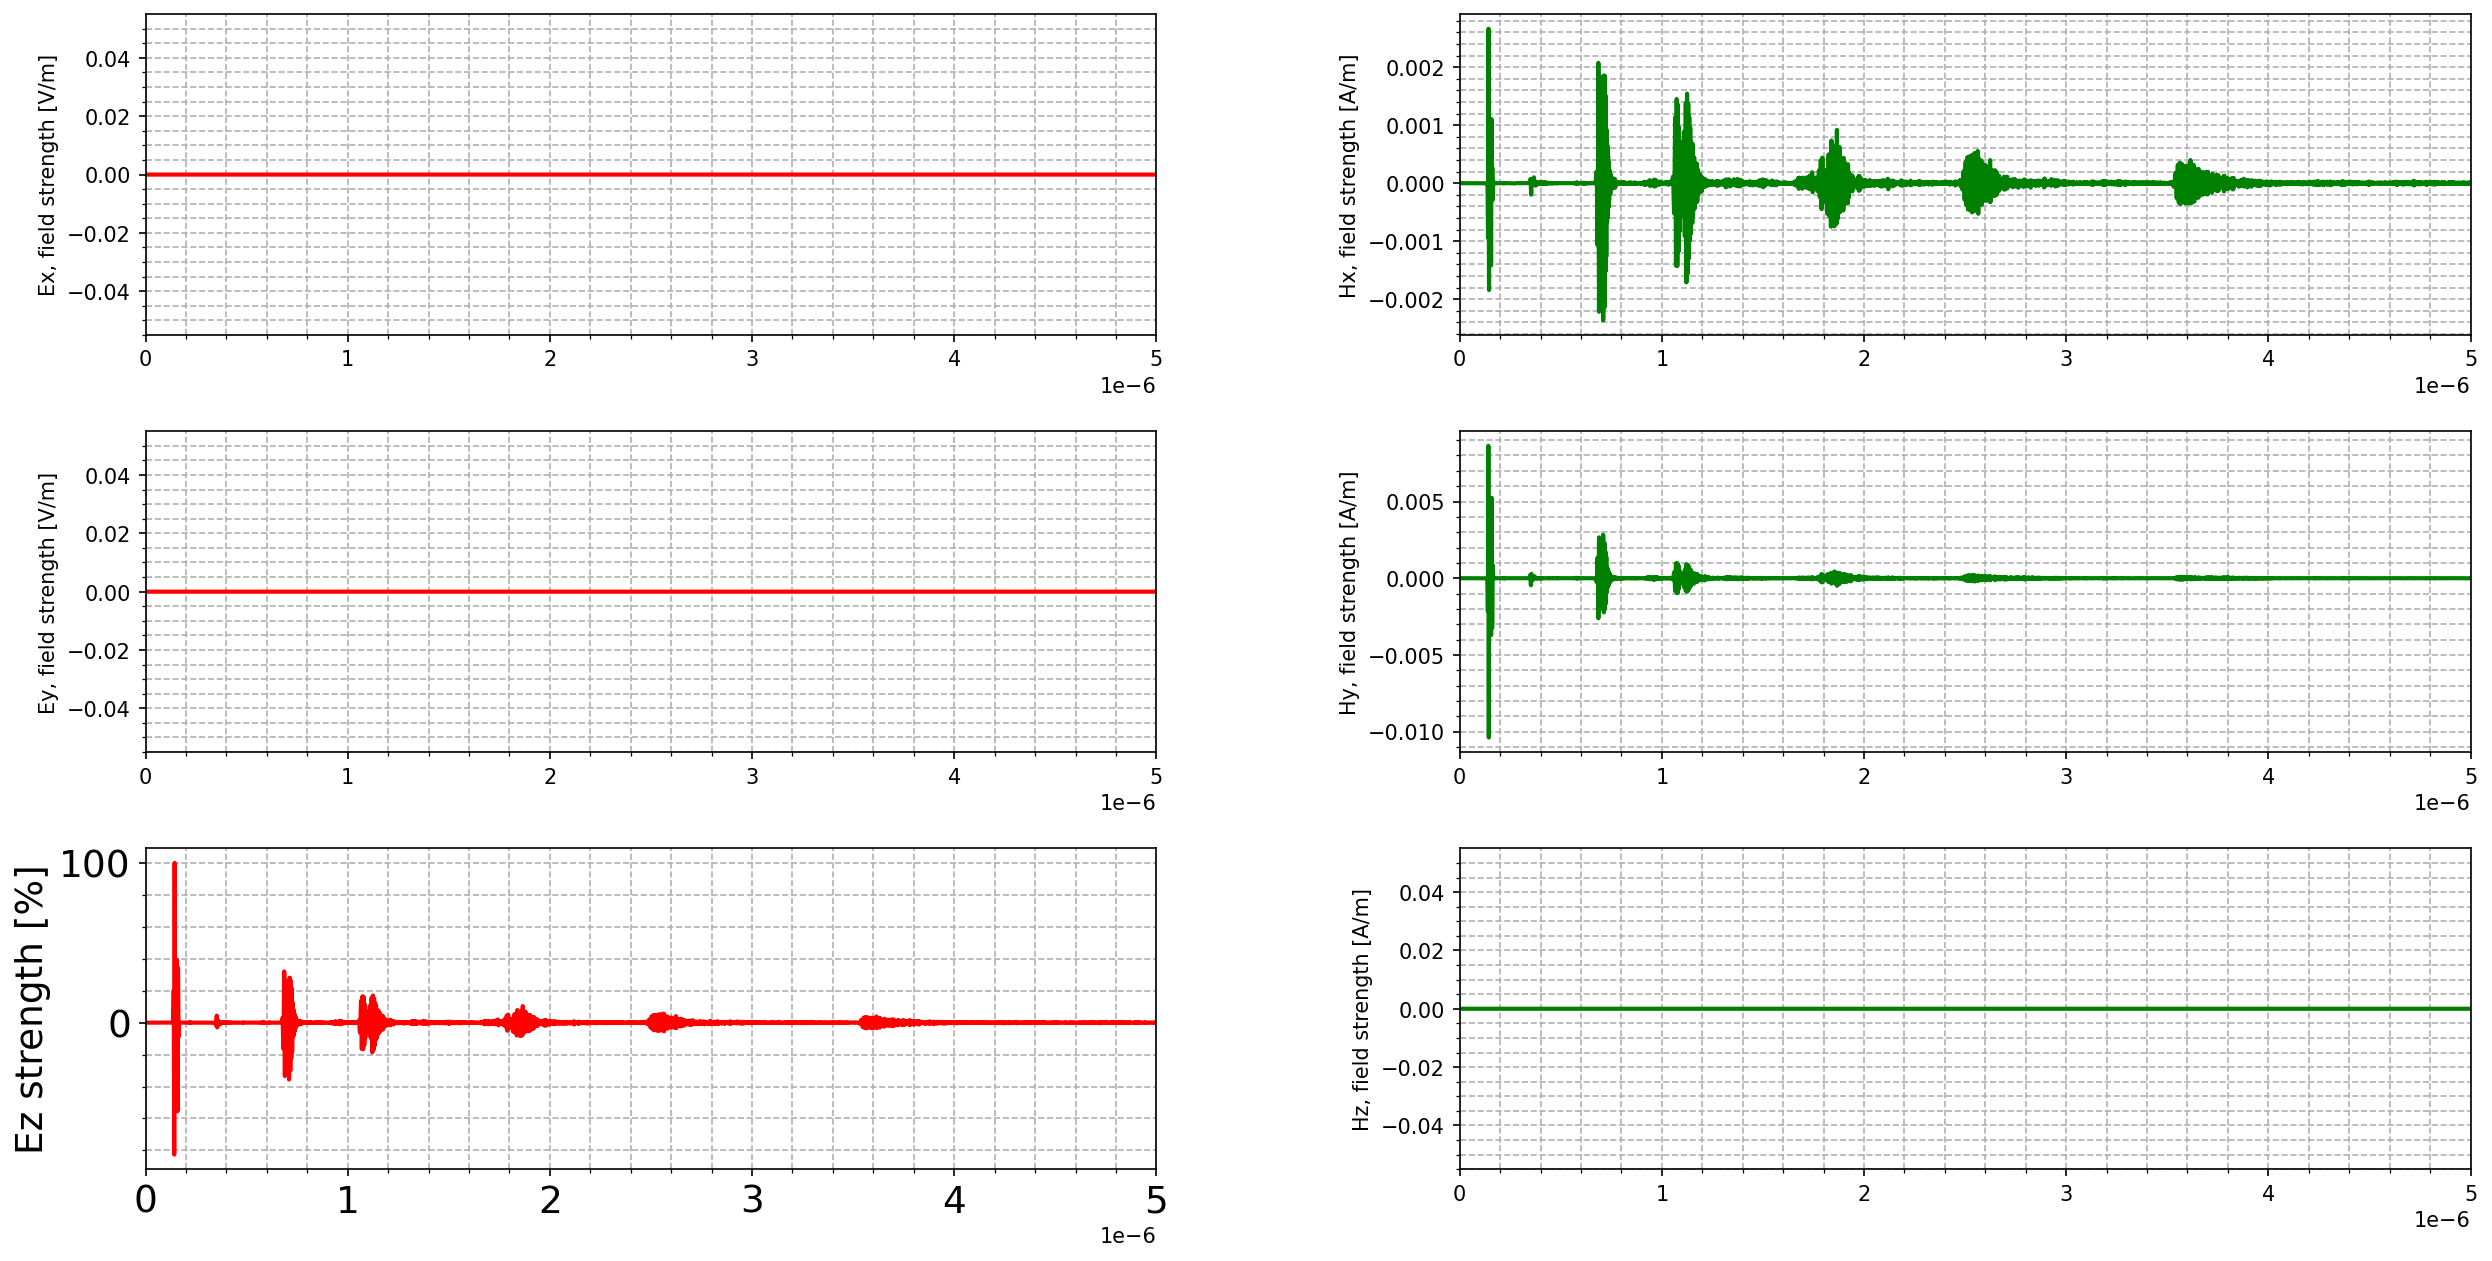 Ex, field strength [V/m]
0.04
0.02
0.00
−0.02
−0.04
0 1 2 3 4 5
1e−6
Hx, field strength [A/m]
0.002
0.001
0.000
−0.001
−0.002
0 1 2 3 4 5
1e−6
Ey, field strength [V/m]
0.04
0.02
0.00
−0.02
−0.04
0 1 2 3 4 5
1e−6
Hy, field strength [A/m]
0.005
0.000
−0.005
−0.010
0 1 2 3 4 5
1e−6
Ez strength [%]
100
0
0 1 2 3 4 5
1e−6
Hz, field strength [A/m]
0.04
0.02
0.00
−0.02
−0.04
0 1 2 3 4 5
1e−6